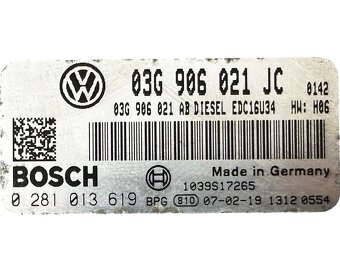 03G 906 021 JC 0142
03G 906 021 AB DIESEL EDC16U34 HW: H06
BOSCH
Made in Germany
1039S17265
0 281 013 619 BPG 810 07-02-19 1312 0554